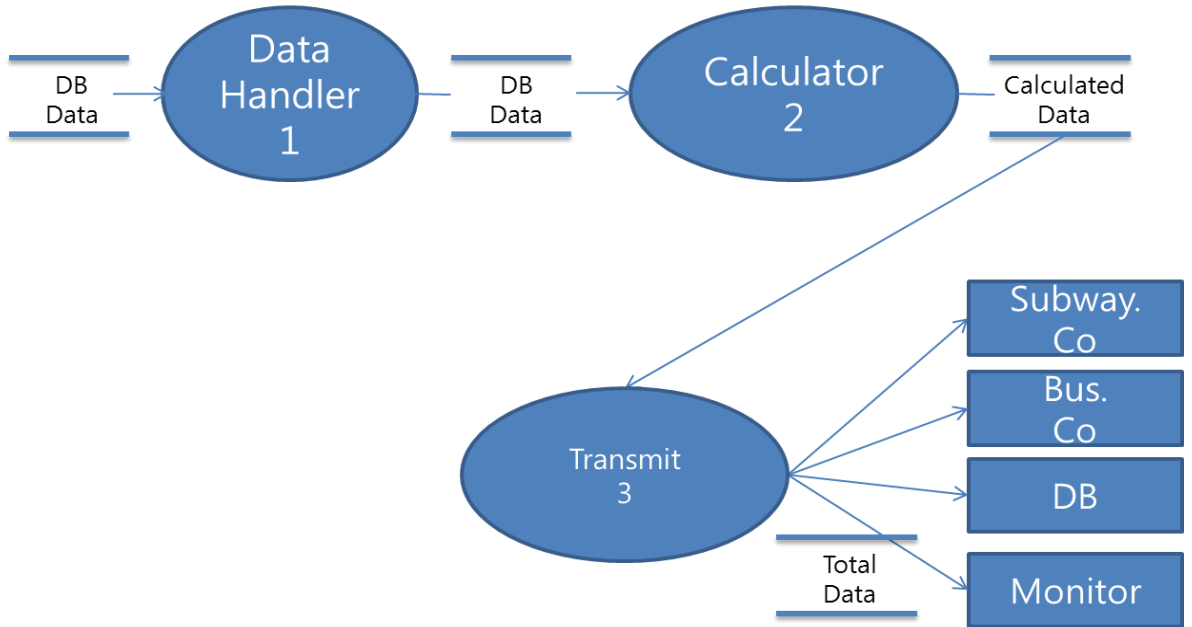 DB
Data
Data
Handler
1
DB
Data
Calculator
2
Calculated
Data
Subway.
Co
Bus.
Co
Transmit
3
DB
Total
Data
Monitor